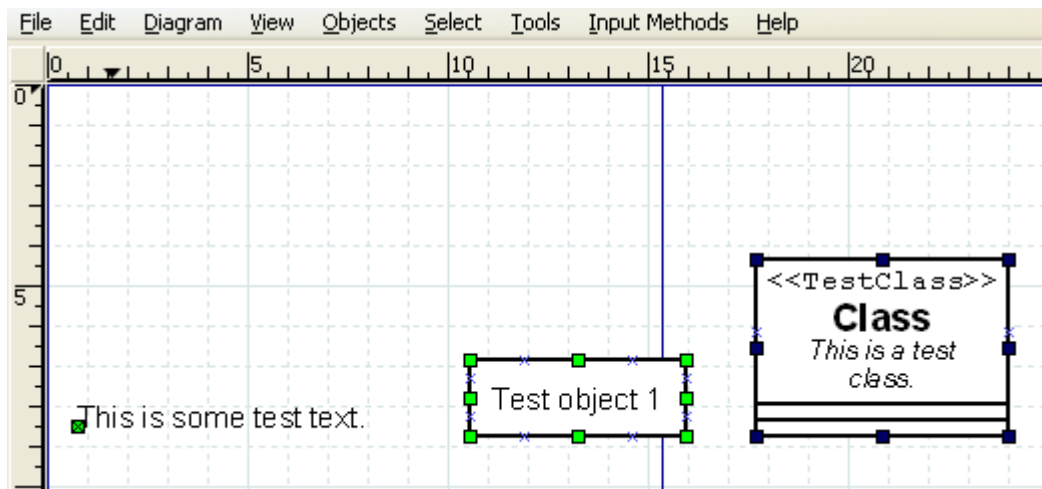 File Edit Diagram View Objects Select Tools Input Methods Help
0 5 10 15 20
0
5
<<TestClass>>
Class
This is a test
class.
Test object 1
This is some test text.